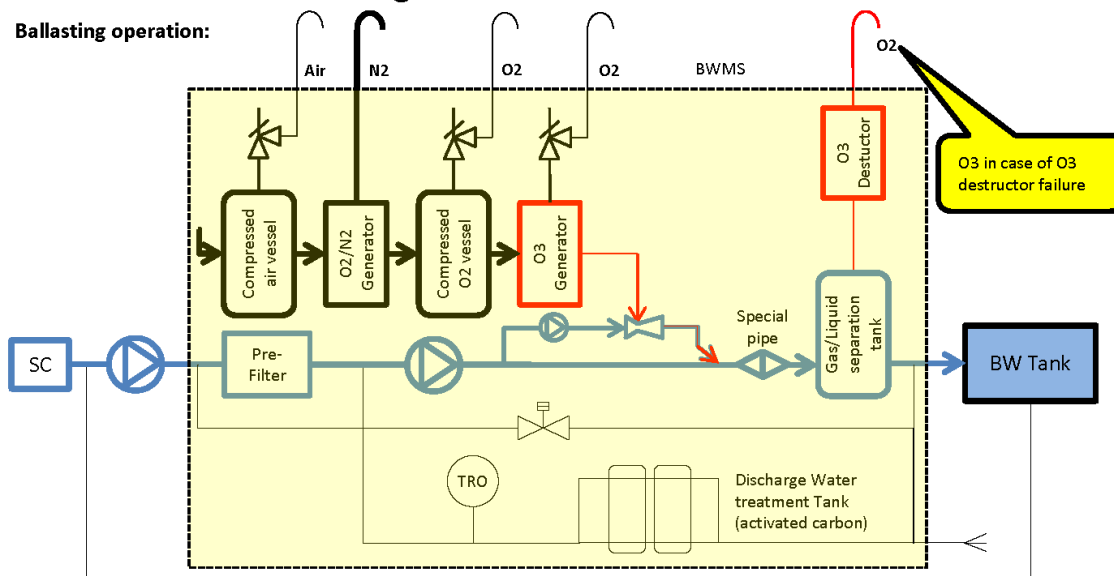 Ballasting operation:
Air
N2
O2
O2
BWMS
O2
O3 in case of O3
destructor failure
O3
Destuctor
Compressed
air vessel
O2/N2
Generator
Compressed
O2 vessel
O3
Generator
Special
pipe
Gas/Liquid
separation
tank
SC
Pre-
Filter
BW Tank
TRO
Discharge Water
treatment Tank
(activated carbon)